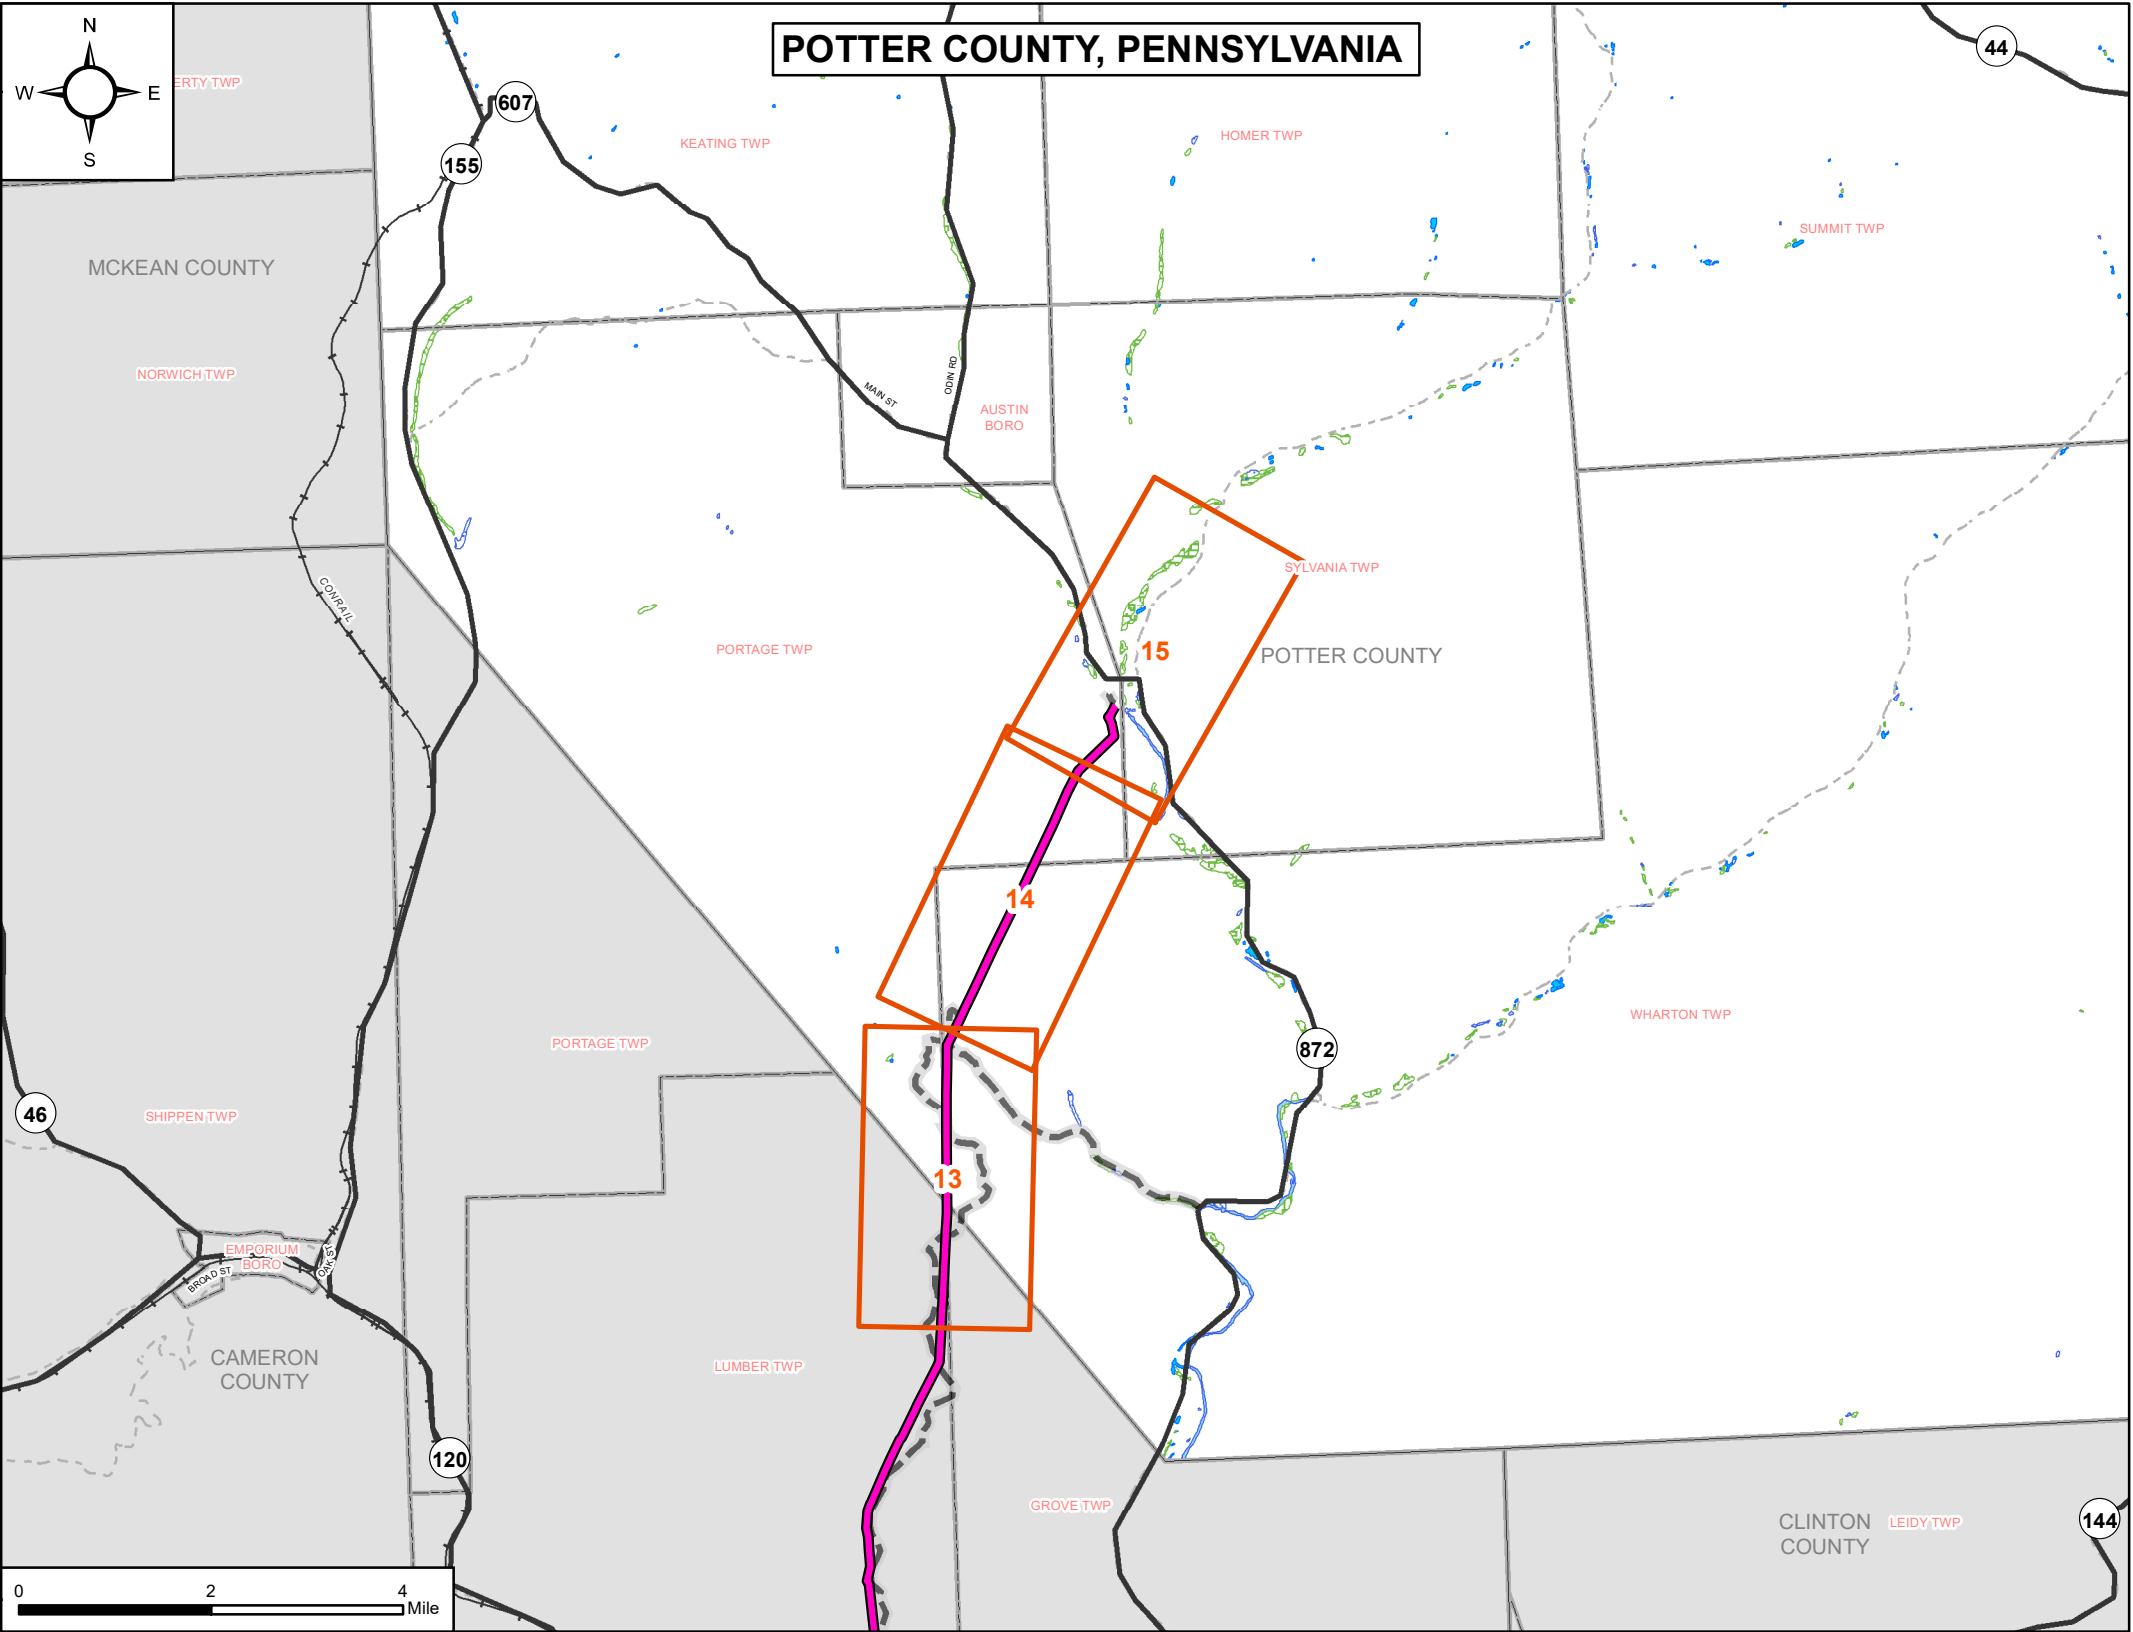 POTTER COUNTY, PENNSYLVANIA
N
W
E
S
44
ERTY TWP
607
KEATING TWP
HOMER TWP
155
SUMMIT TWP
MCKEAN COUNTY
NORWICH TWP
MAIN ST
ODIN RD
AUSTIN
BORO
CONRAIL
SYLVANIA TWP
PORTAGE TWP
15
POTTER COUNTY
14
WHARTON TWP
PORTAGE TWP
872
46
SHIPPEN TWP
13
EMPORIUM
BORO
BROAD ST
OAK ST
CAMERON
COUNTY
LUMBER TWP
120
GROVE TWP
CLINTON
COUNTY
LEIDY TWP
144
0
2
4
Mile